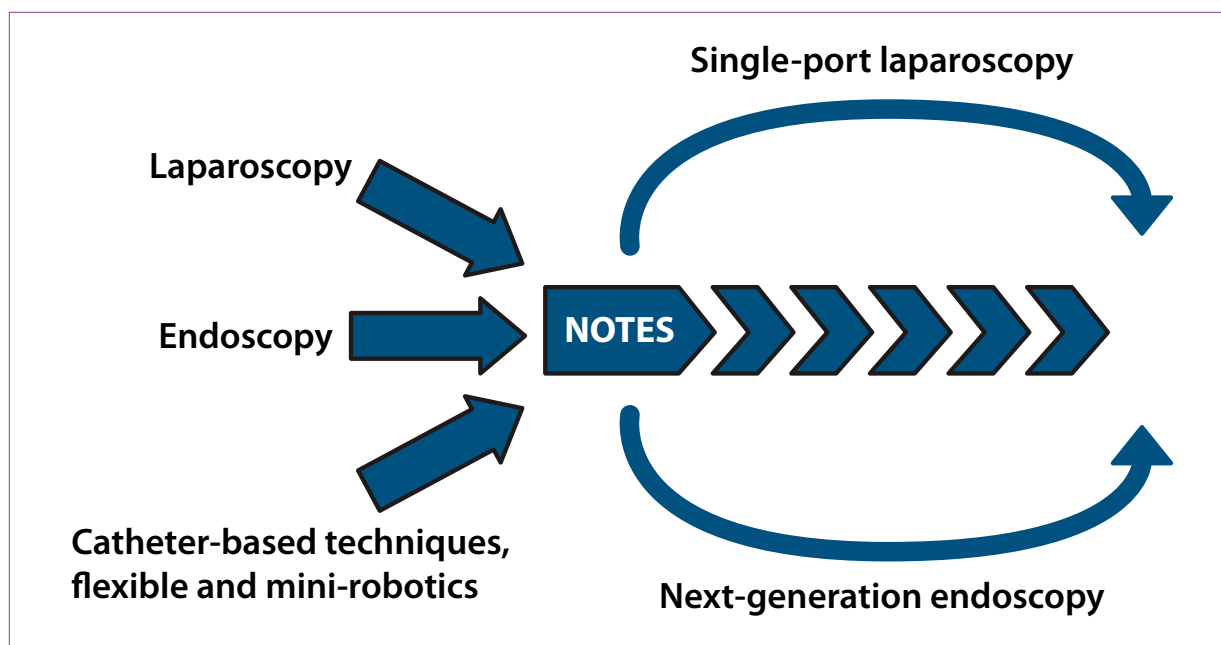 Single-port laparoscopy
Laparoscopy
Endoscopy
NOTES
Catheter-based techniques,
flexible and mini-robotics
Next-generation endoscopy